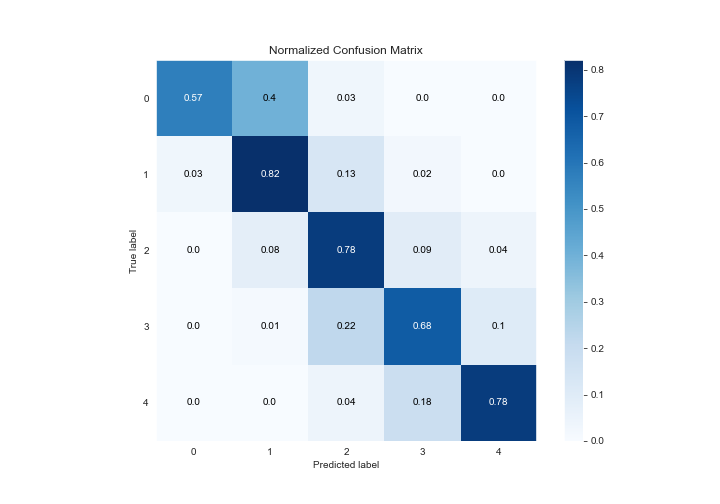 Normalized Confusion Matrix
0 0.57 0.4 0.03 0.0 0.0
1 0.03 0.82 0.13 0.02 0.0
2 0.0 0.08 0.78 0.09 0.04
3 0.0 0.01 0.22 0.68 0.1
4 0.0 0.0 0.04 0.18 0.78
0 1 2 3 4
Predicted label
True label
0.8
0.7
0.6
0.5
0.4
0.3
0.2
0.1
0.0